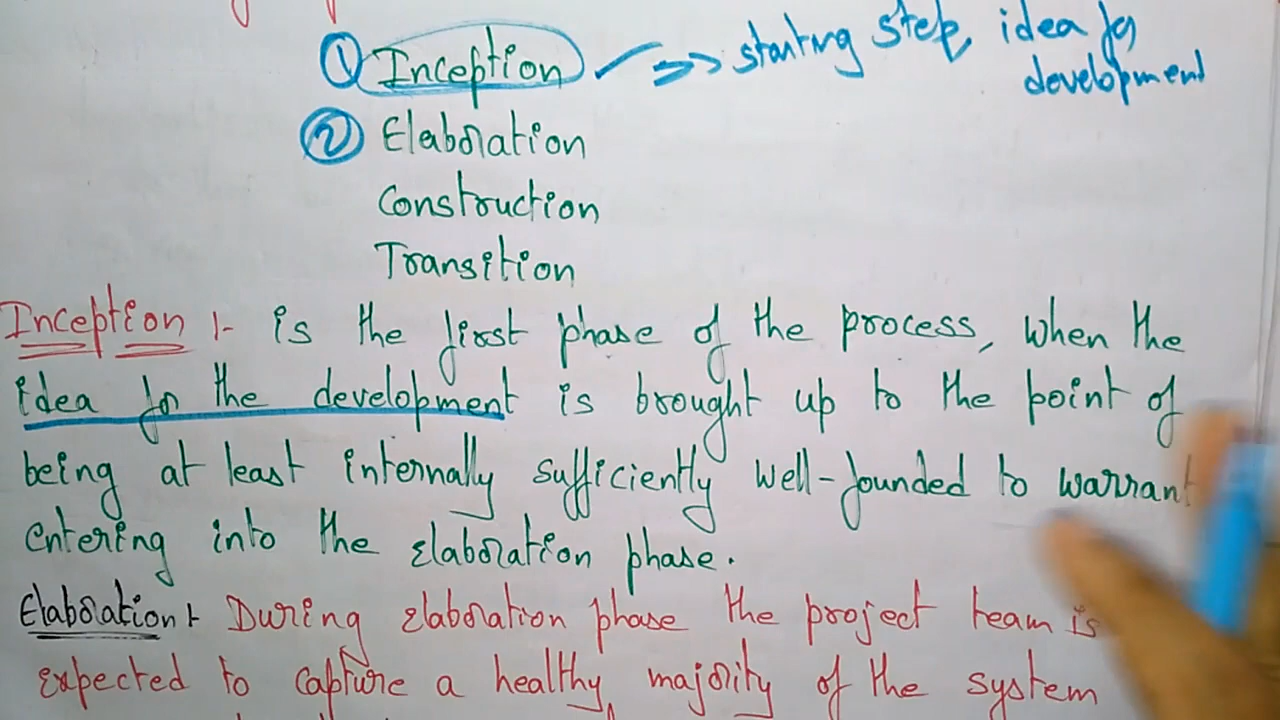 ① Inception ⇒> starting step, idea for
development
② Elaboration
Construction
Transition
Inception :- is the first phase of the process, when the
idea for the development is brought up to the point of
being at least internally sufficiently well-founded to warrant
entering into the Elaboration phase.
Elaboration :- During Elaboration phase the project team is
expected to capture a healthy majority of the system